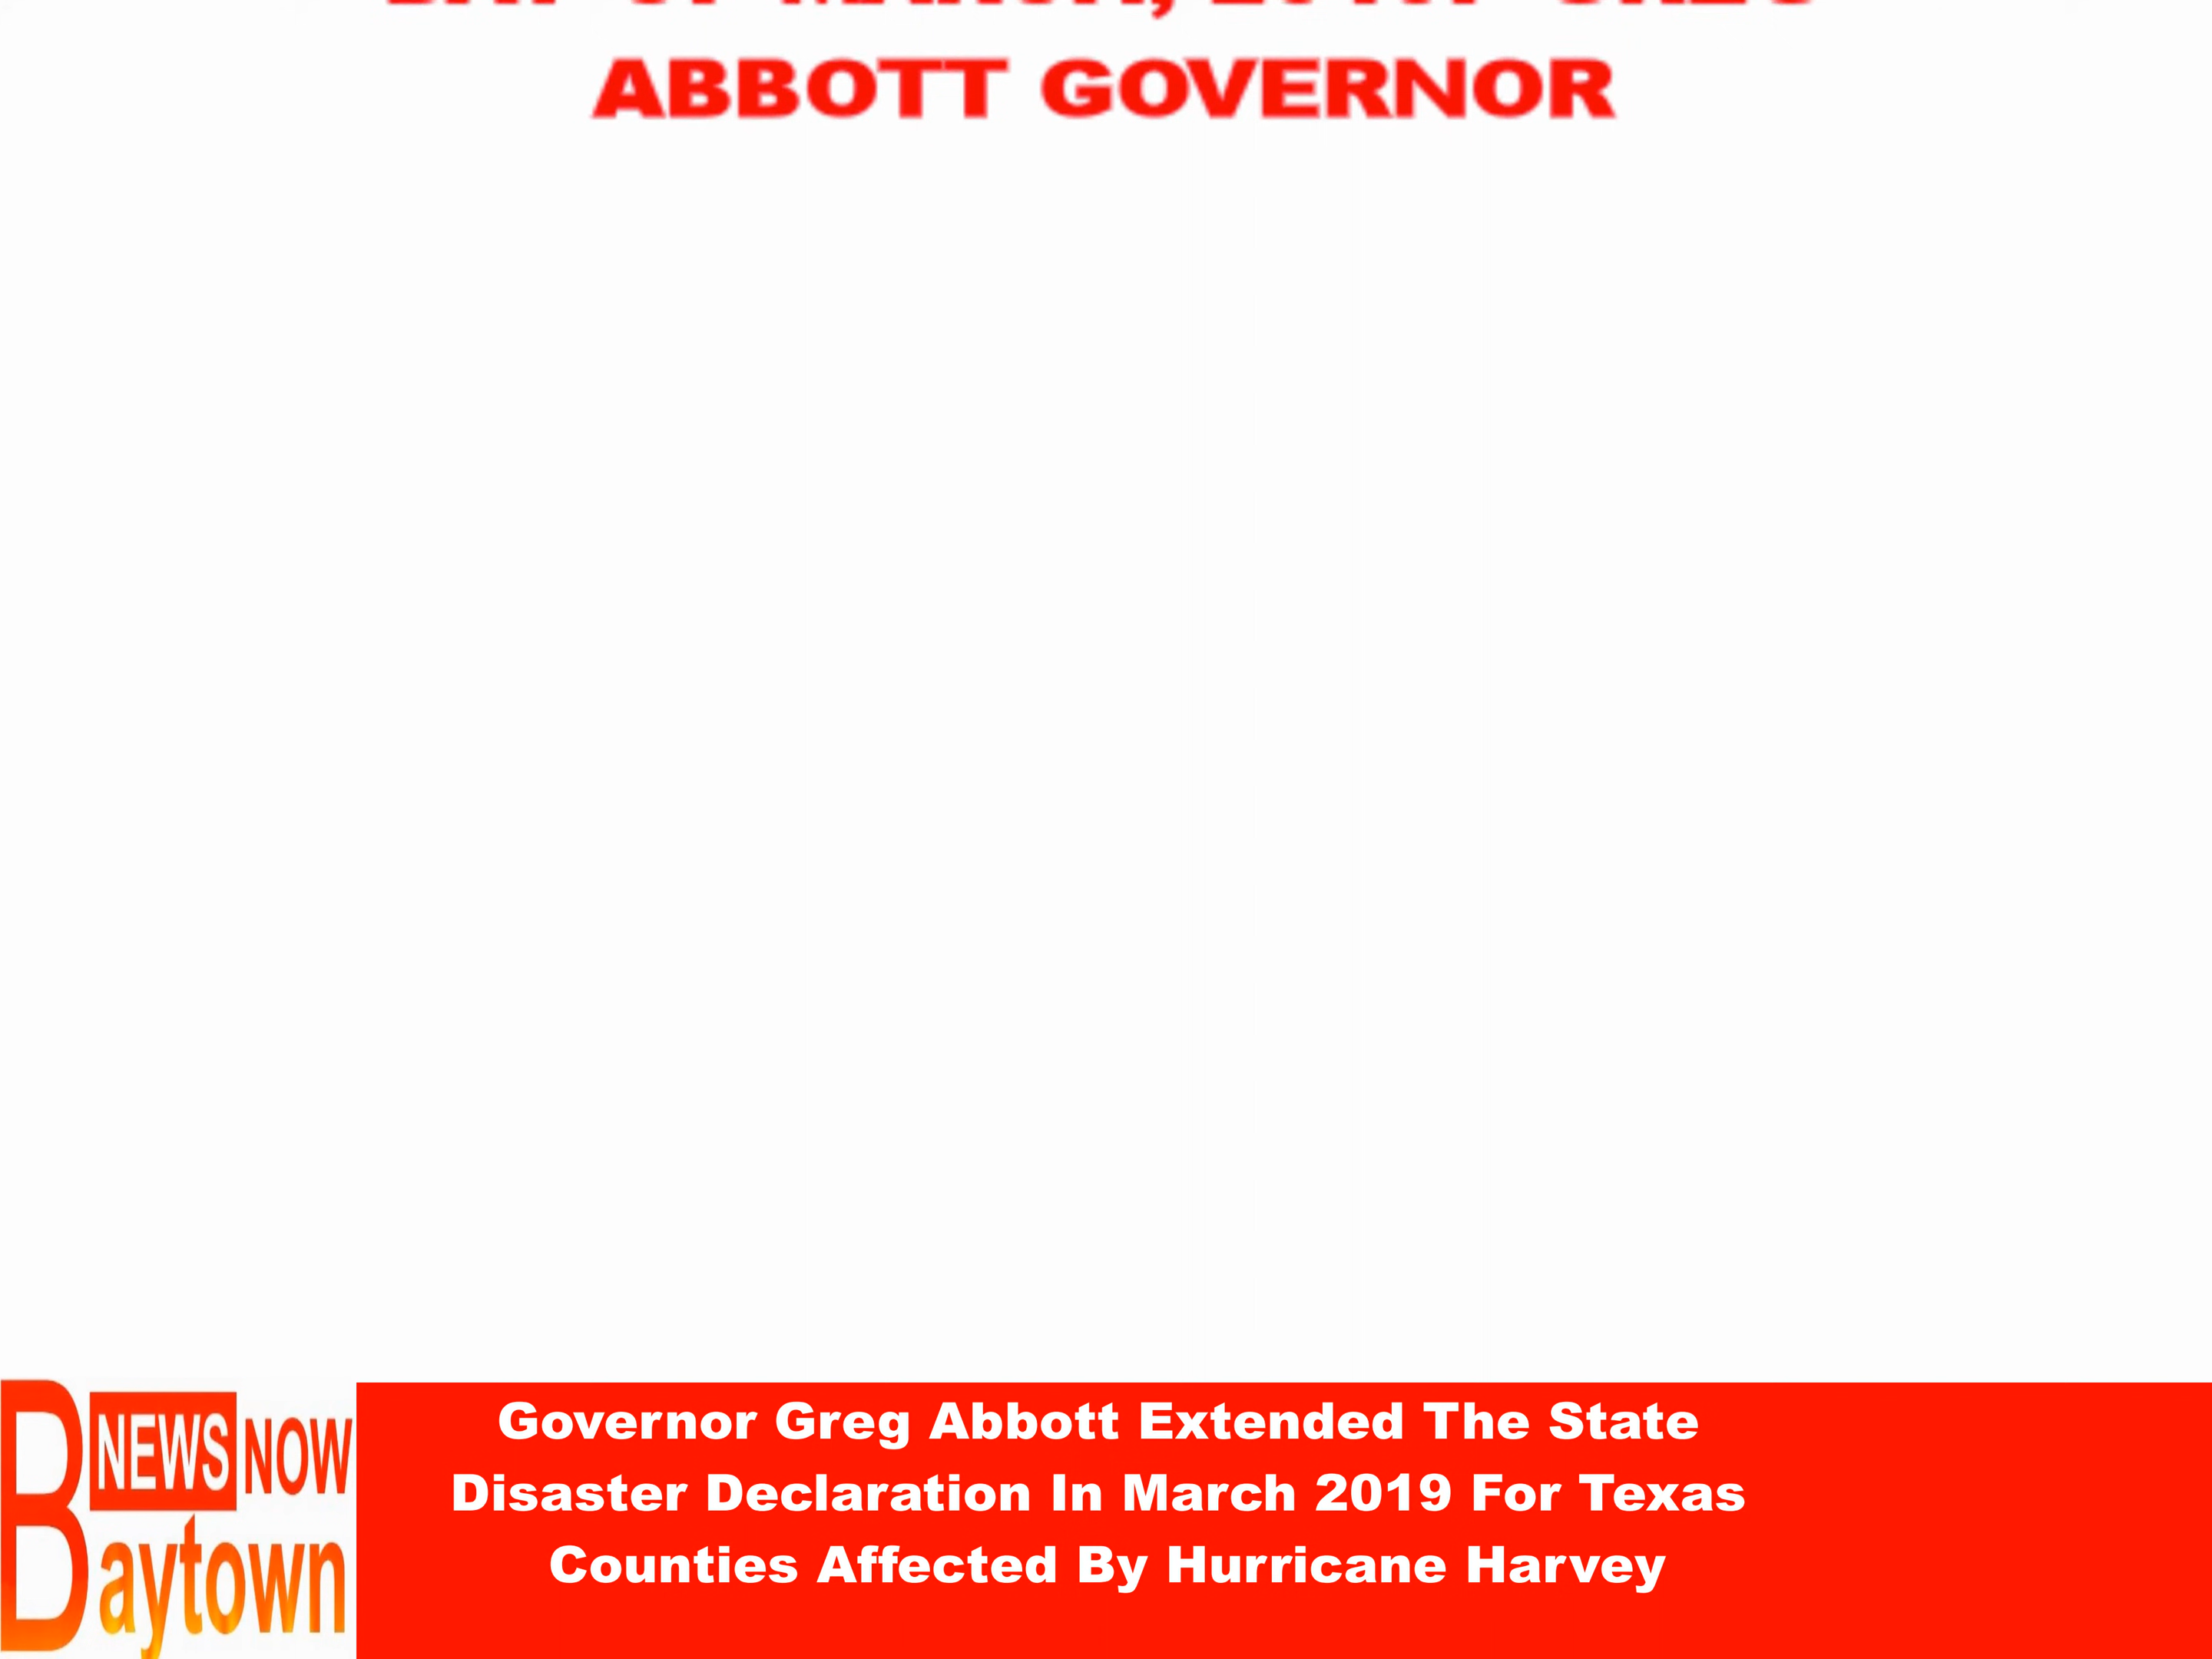 ABBOTT GOVERNOR
NEWS NOW
Baytown
Governor Greg Abbott Extended The State
Disaster Declaration In March 2019 For Texas
Counties Affected By Hurricane Harvey